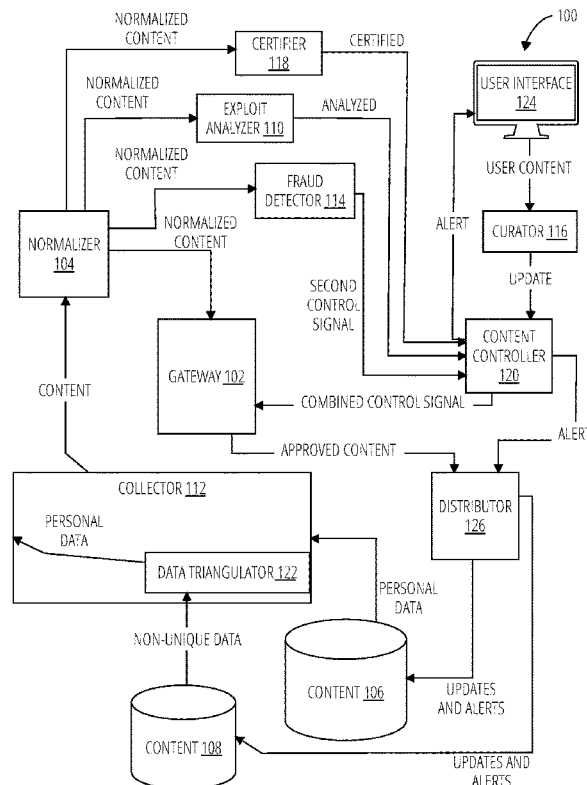 100
NORMALIZED
CONTENT
CERTIFIER
118
CERTIFIED
USER INTERFACE
124
NORMALIZED
CONTENT
EXPLOIT
ANALYZER 110
ANALYZED
NORMALIZED
CONTENT
FRAUD
DETECTOR 114
USER CONTENT
NORMALIZER
104
NORMALIZED
CONTENT
ALERT
CURATOR 116
SECOND
CONTROL
SIGNAL
UPDATE
CONTENT
CONTROLLER
120
GATEWAY 102
CONTENT
COMBINED CONTROL SIGNAL
ALERT
APPROVED CONTENT
COLLECTOR 112
DISTRIBUTOR
126
PERSONAL
DATA
DATA TRIANGULATOR 122
PERSONAL
DATA
NON-UNIQUE DATA
CONTENT 106
UPDATES
AND ALERTS
CONTENT 108
UPDATES AND
ALERTS